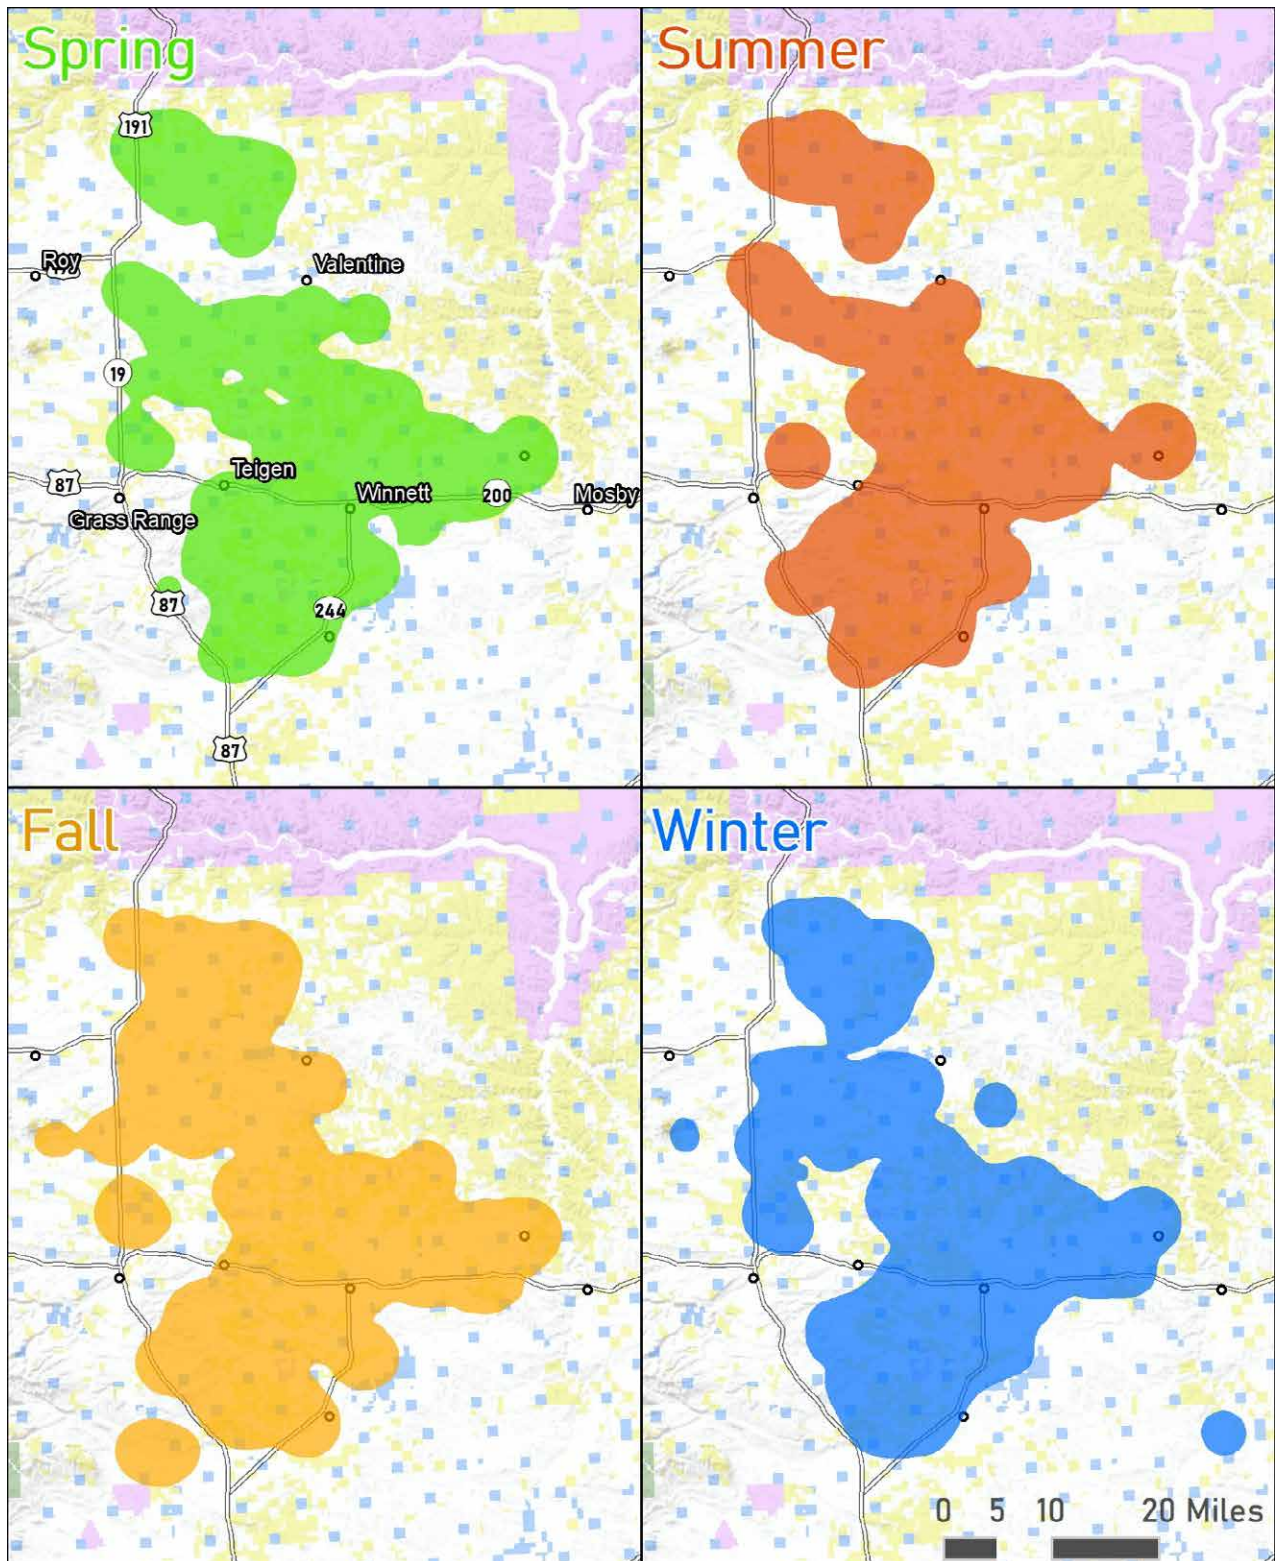 Spring
191
Roy
Valentine
19
87
Teigen
Winnett
200
Mosby
Grass Range
87
244
87
Summer
Fall
Winter
0 5 10 20 Miles